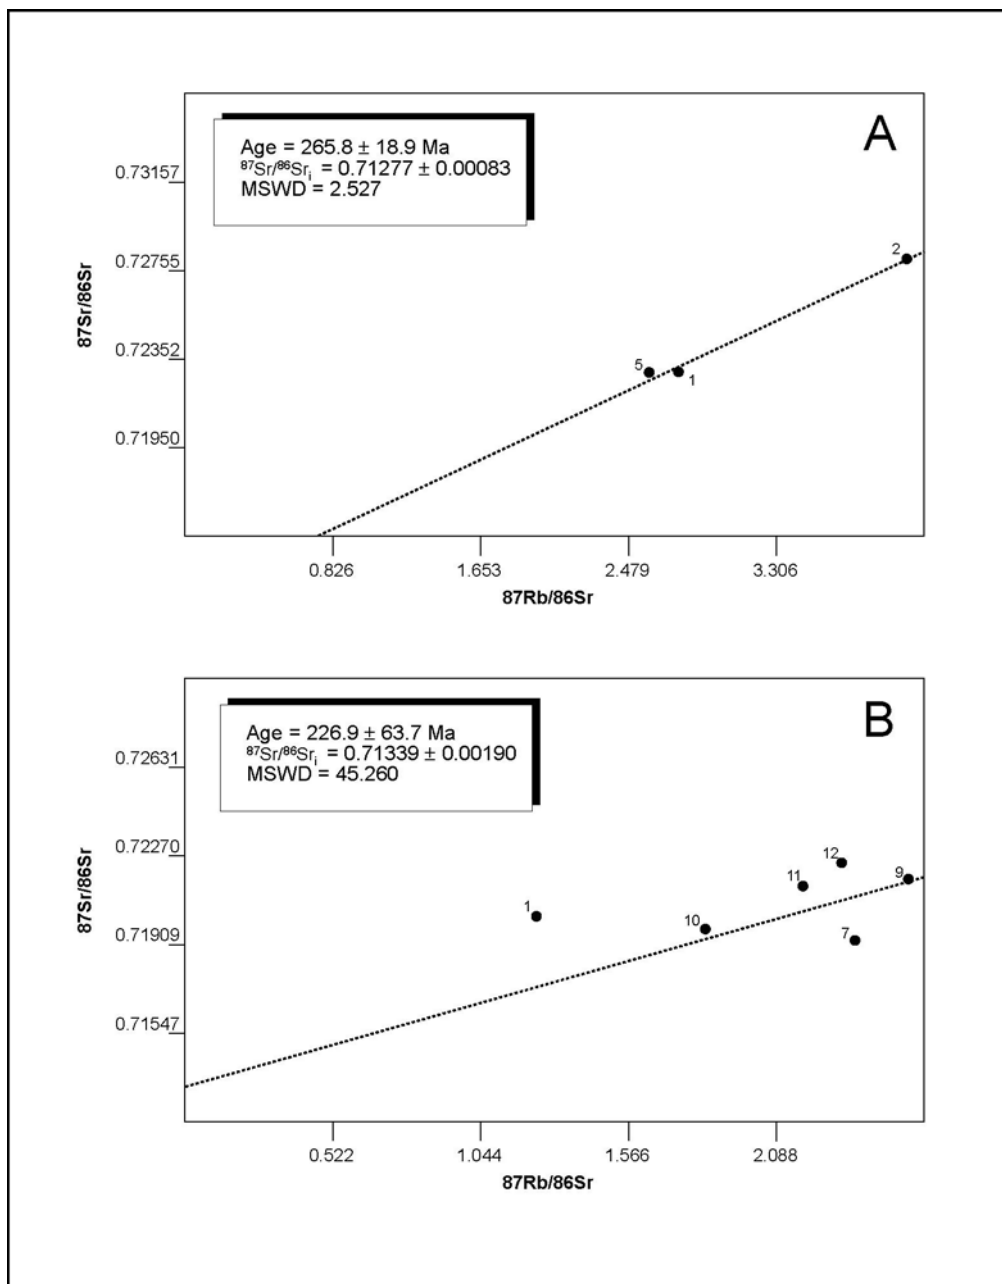 A
Age = 265.8 ± 18.9 Ma
⁸⁷Sr/⁸⁶Srᵢ = 0.71277 ± 0.00083
MSWD = 2.527
0.73157
0.72755
0.72352
0.71950
87Sr/86Sr
2
5
1
0.826 1.653 2.479 3.306
87Rb/86Sr
B
Age = 226.9 ± 63.7 Ma
⁸⁷Sr/⁸⁶Srᵢ = 0.71339 ± 0.00190
MSWD = 45.260
0.72631
0.72270
0.71909
0.71547
87Sr/86Sr
12
11
9
1
10
7
0.522 1.044 1.566 2.088
87Rb/86Sr